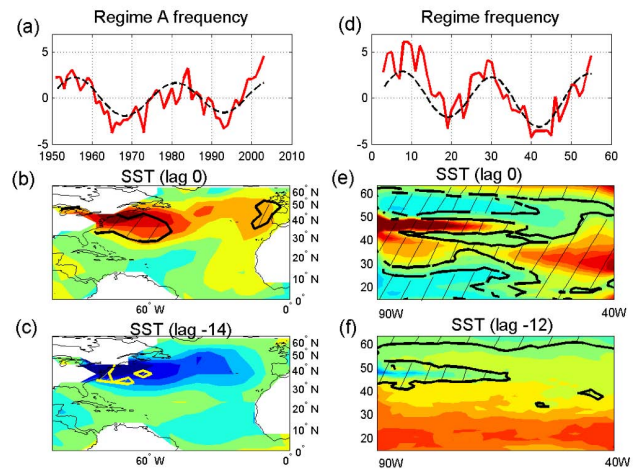 Regime A frequency
Regime frequency
(a)
(d)
5
0
-5
1950 1960 1970 1980 1990 2000 2010
5
0
-5
0 10 20 30 40 50 60
SST (lag 0)
SST (lag 0)
(b)
(e)
60° N
50° N
40° N
30° N
20° N
10° N
0°
60° W
0°
60
50
40
30
20
90W
40W
SST (lag -14)
SST (lag -12)
(c)
(f)
60° N
50° N
40° N
30° N
20° N
10° N
0°
60° W
0°
60
50
40
30
20
90W
40W